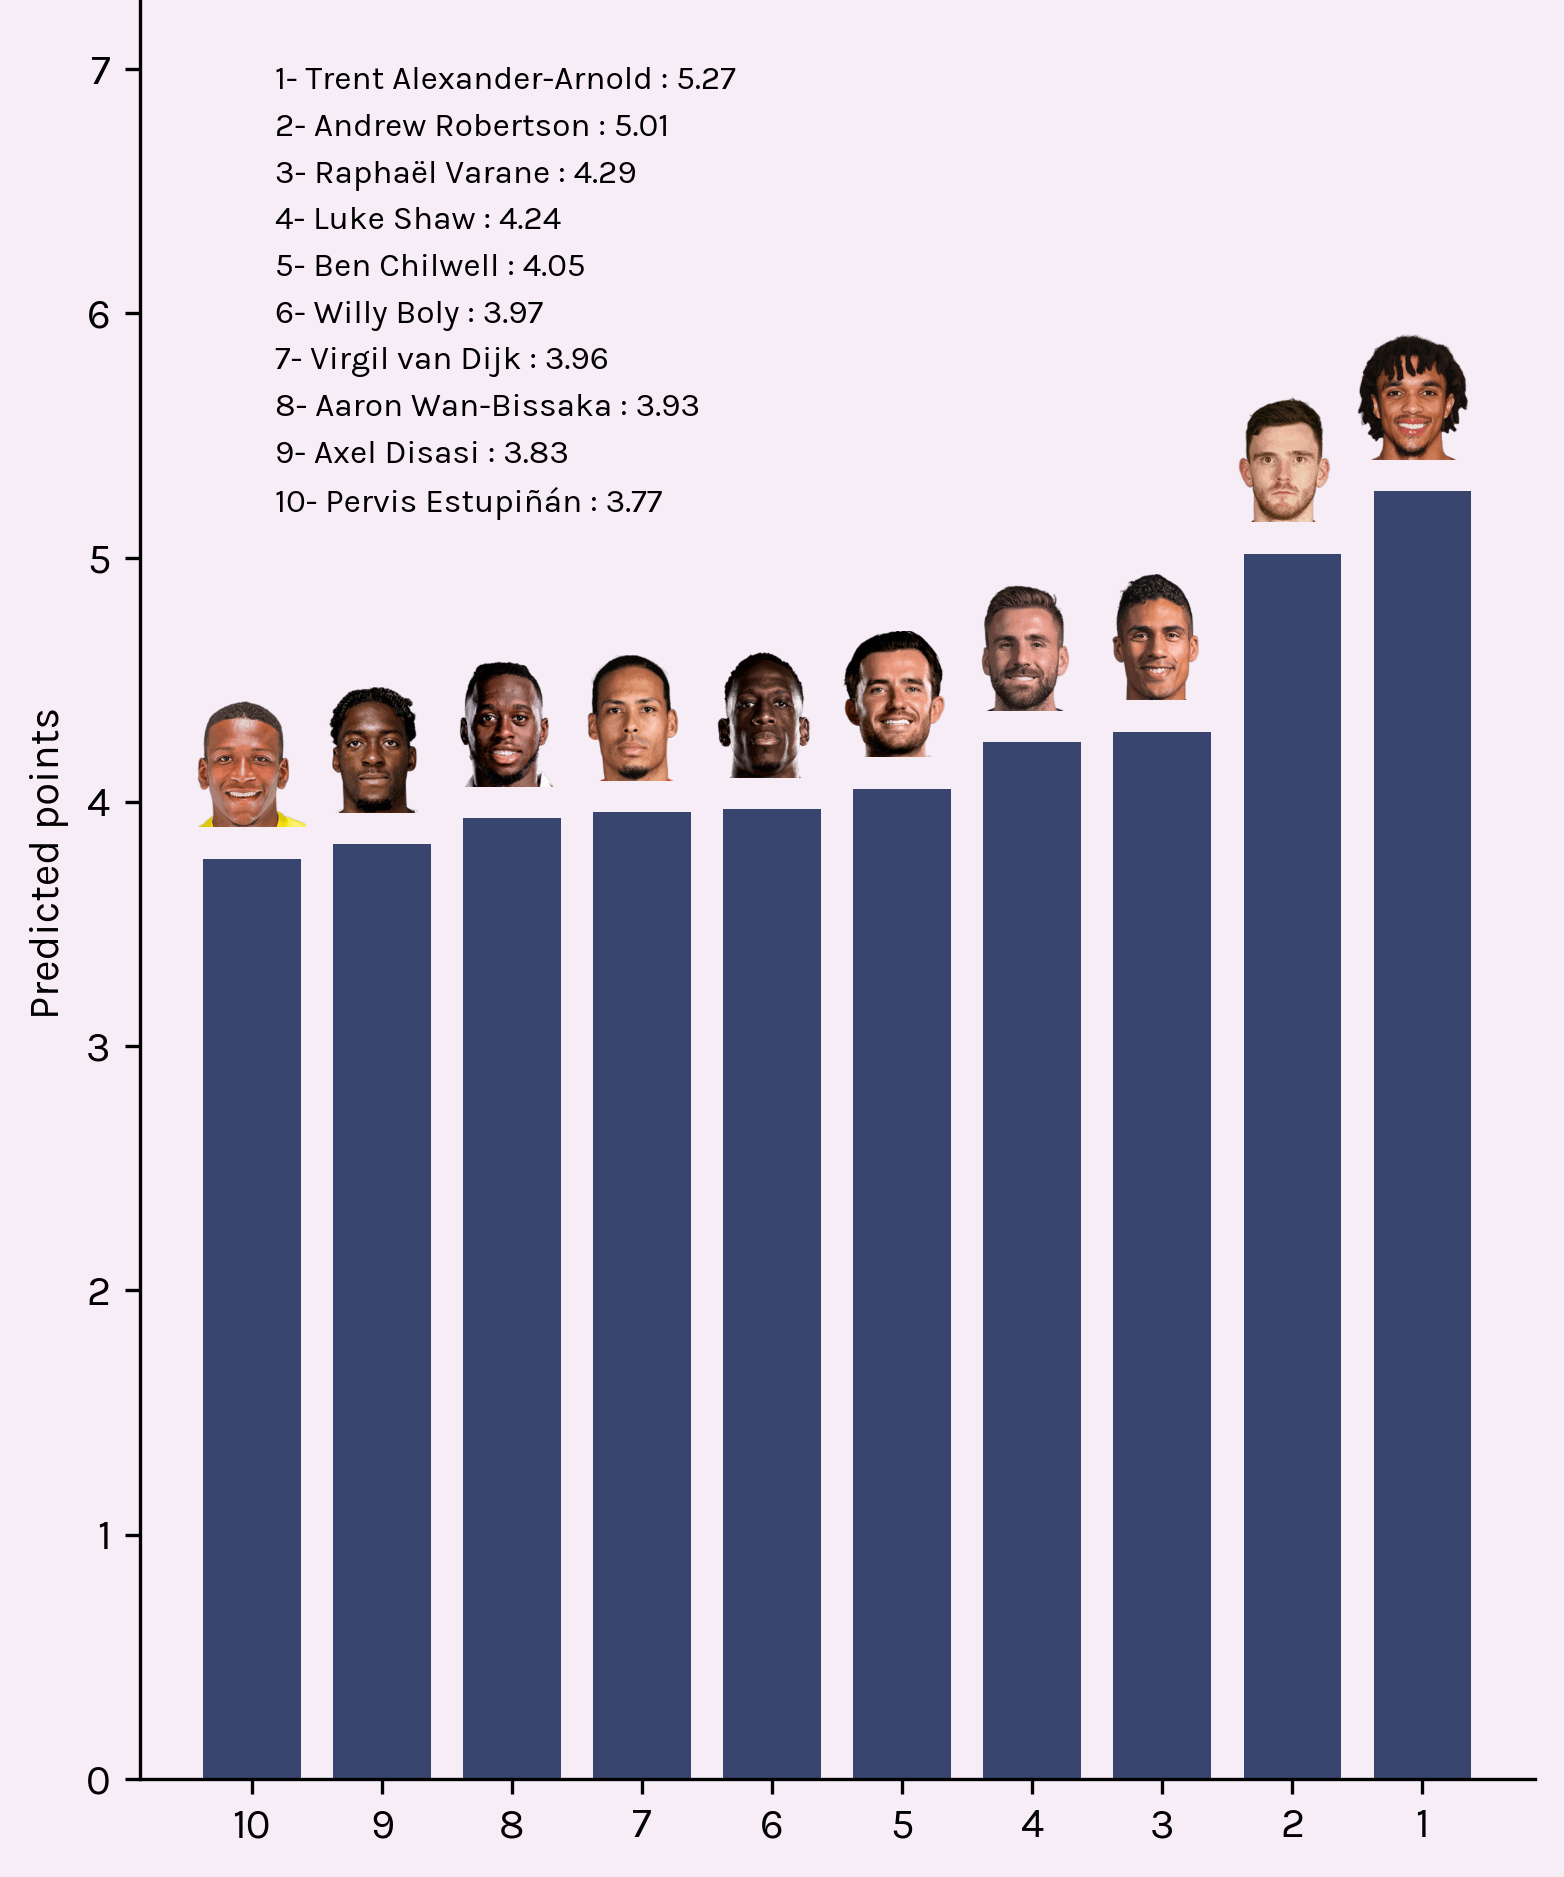 1- Trent Alexander-Arnold : 5.27
2- Andrew Robertson : 5.01
3- Raphaël Varane : 4.29
4- Luke Shaw : 4.24
5- Ben Chilwell : 4.05
6- Willy Boly : 3.97
7- Virgil van Dijk : 3.96
8- Aaron Wan-Bissaka : 3.93
9- Axel Disasi : 3.83
10- Pervis Estupiñán : 3.77
Predicted points
7
6
5
4
3
2
1
0
10 9 8 7 6 5 4 3 2 1